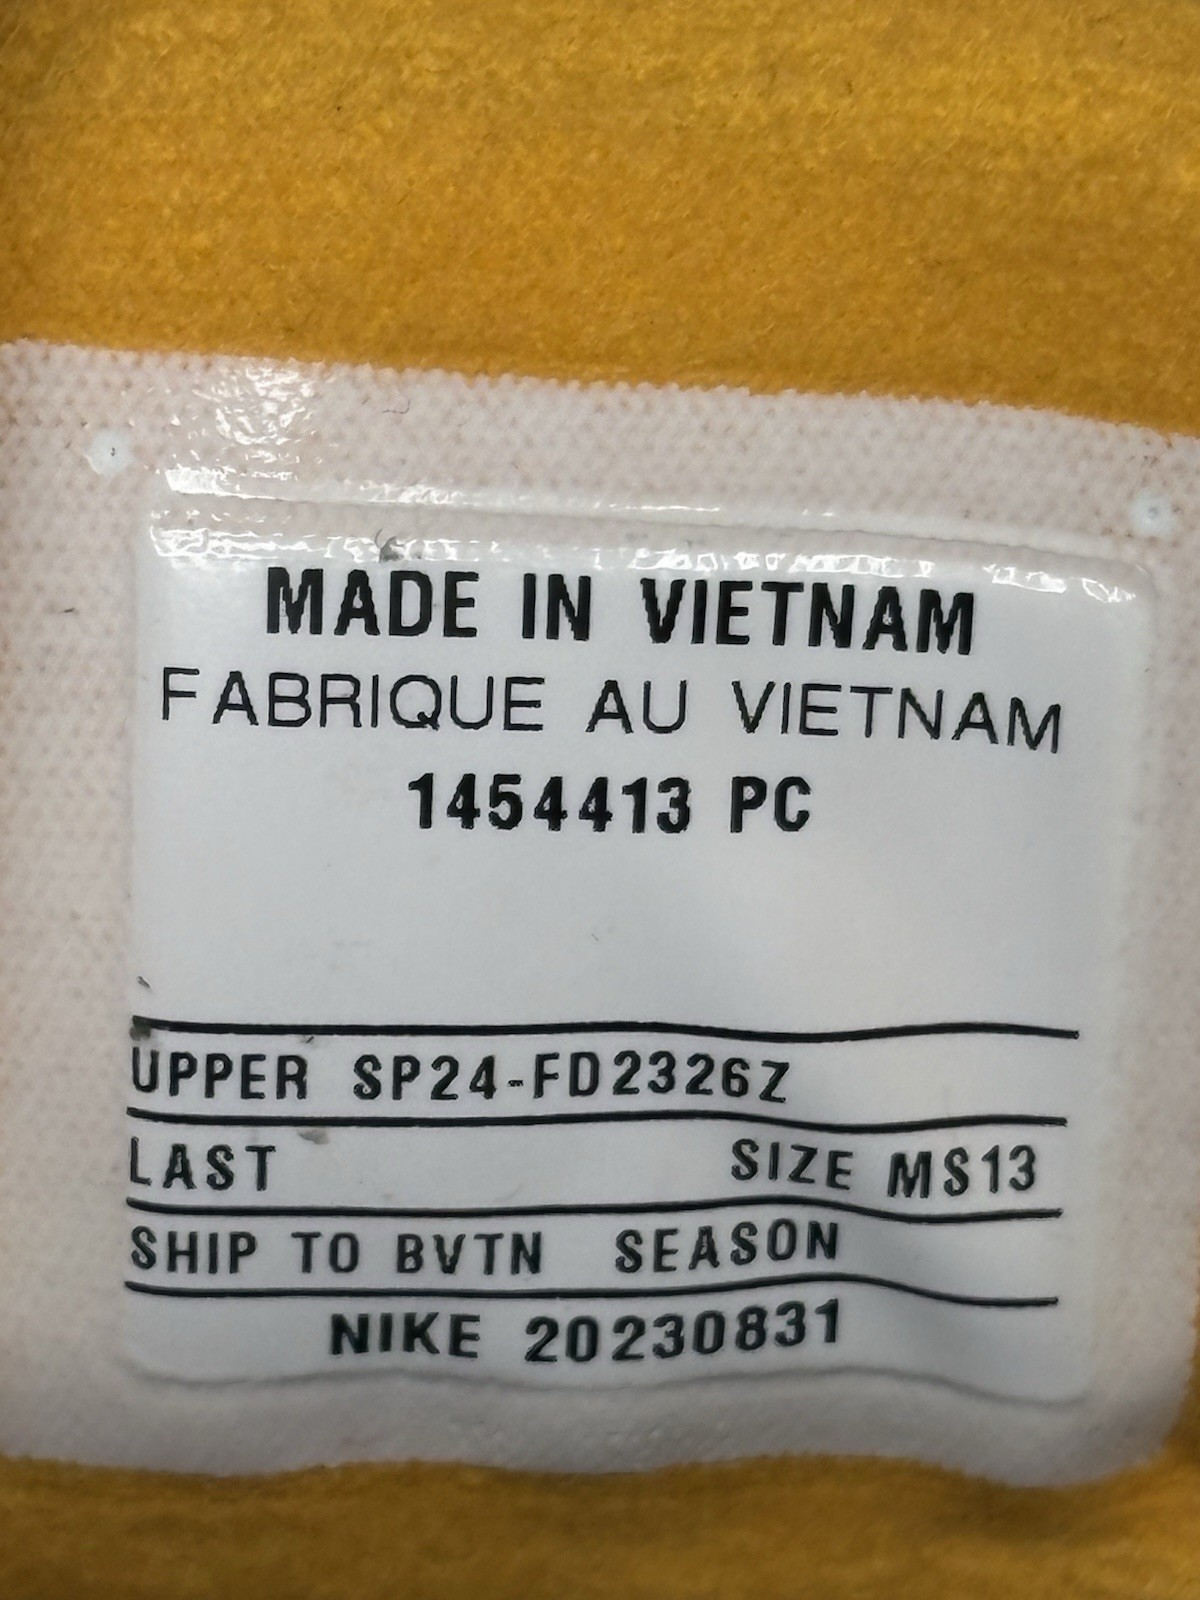 MADE IN VIETNAM
FABRIQUE AU VIETNAM
1454413 PC
UPPER SP24-FD2326Z
LAST SIZE MS13
SHIP TO BVTN SEASON
NIKE 20230831